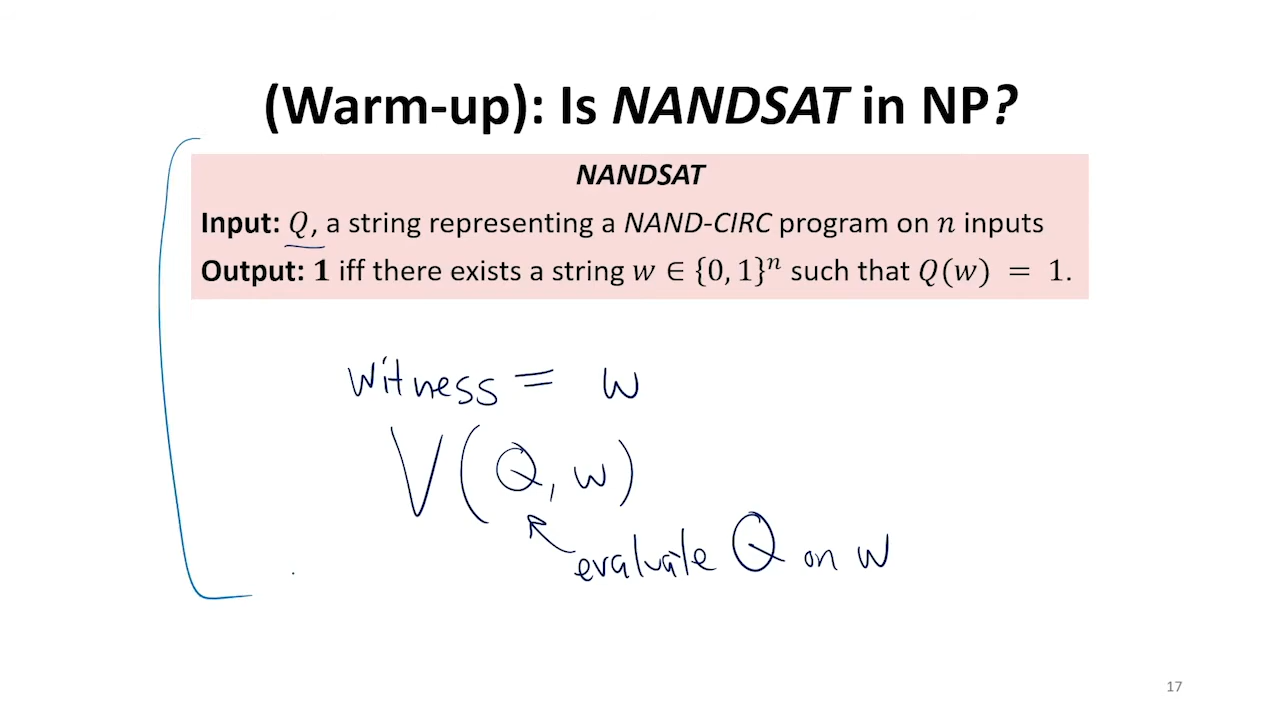 (Warm-up): Is NANDSAT in NP?
NANDSAT
Input: Q, a string representing a NAND-CIRC program on n inputs
Output: 1 iff there exists a string w ∈ {0, 1}ⁿ such that Q(w) = 1.
witness = w
V(Q, w)
evaluate Q on w
17